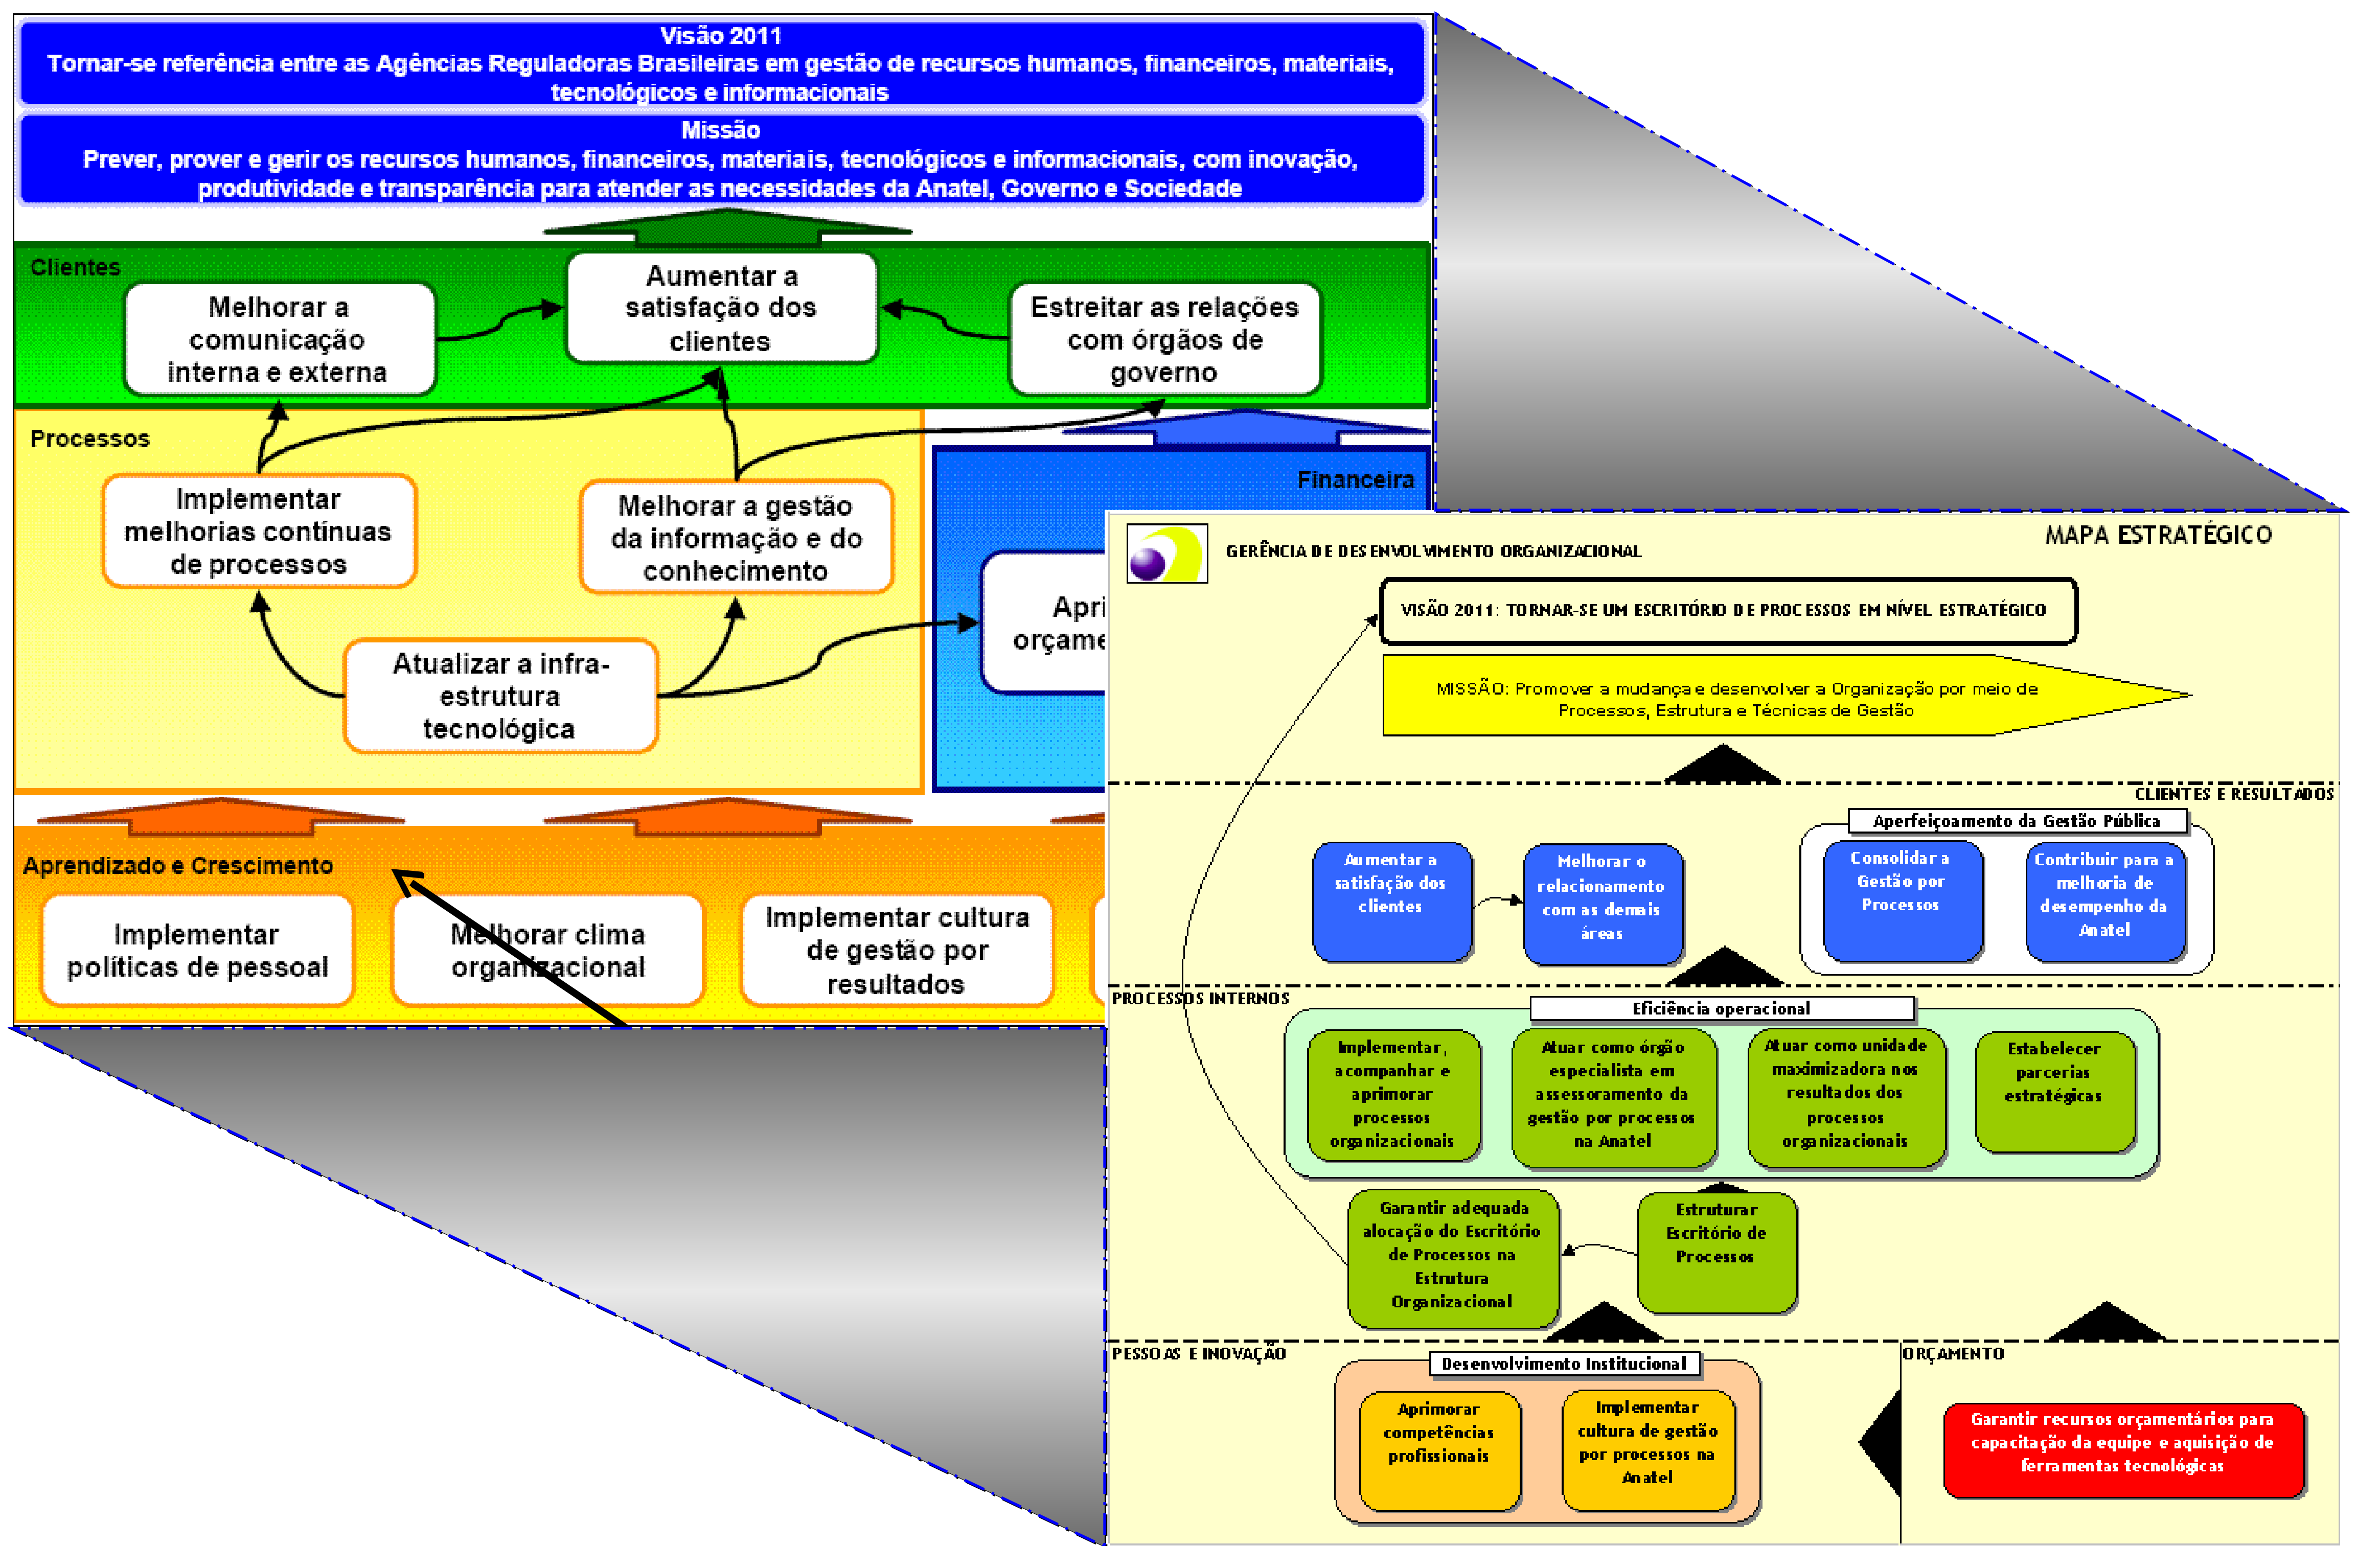 Visão 2011
Tornar-se referência entre as Agências Reguladoras Brasileiras em gestão de recursos humanos, financeiros, materiais,
tecnológicos e informacionais
Missão
Prever, prover e gerir os recursos humanos, financeiros, materiais, tecnológicos e informacionais, com inovação,
produtividade e transparência para atender as necessidades da Anatel, Governo e Sociedade
Clientes
Melhorar a
comunicação
interna e externa
Aumentar a
satisfação dos
clientes
Estreitar as relações
com órgãos de
governo
Processos
Implementar
melhorias contínuas
de processos
Melhorar a gestão
da informação e do
conhecimento
Atualizar a infra-
estrutura
tecnológica
Financeira
Apri
orçame
Aprendizado e Crescimento
Implementar
políticas de pessoal
Melhorar clima
organizacional
Implementar cultura
de gestão por
resultados
GERÊNCIA DE DESENVOLVIMENTO ORGANIZACIONAL
MAPA ESTRATÉGICO
VISÃO 2011: TORNAR-SE UM ESCRITÓRIO DE PROCESSOS EM NÍVEL ESTRATÉGICO
MISSÃO: Promover a mudança e desenvolver a Organização por meio de
Processos, Estrutura e Técnicas de Gestão
CLIENTES E RESULTADOS
Aumentar a
satisfação dos
clientes
Melhorar o
relacionamento
com as demais
áreas
Aperfeiçoamento da Gestão Pública
Consolidar a
Gestão por
Processos
Contribuir para a
melhoria de
desempenho da
Anatel
PROCESSOS INTERNOS
Eficiência operacional
Implementar,
acompanhar e
aprimorar
processos
organizacionais
Atuar como órgão
especialista em
assessoramento da
gestão por processos
na Anatel
Atuar como unidade
maximizadora nos
resultados dos
processos
organizacionais
Estabelecer
parcerias
estratégicas
Garantir adequada
alocação do Escritório
de Processos na
Estrutura
Organizacional
Estruturar
Escritório de
Processos
PESSOAS E INOVAÇÃO
Desenvolvimento Institucional
Aprimorar
competências
profissionais
Implementar
cultura de gestão
por processos na
Anatel
ORÇAMENTO
Garantir recursos orçamentários para
capacitação da equipe e aquisição de
ferramentas tecnológicas